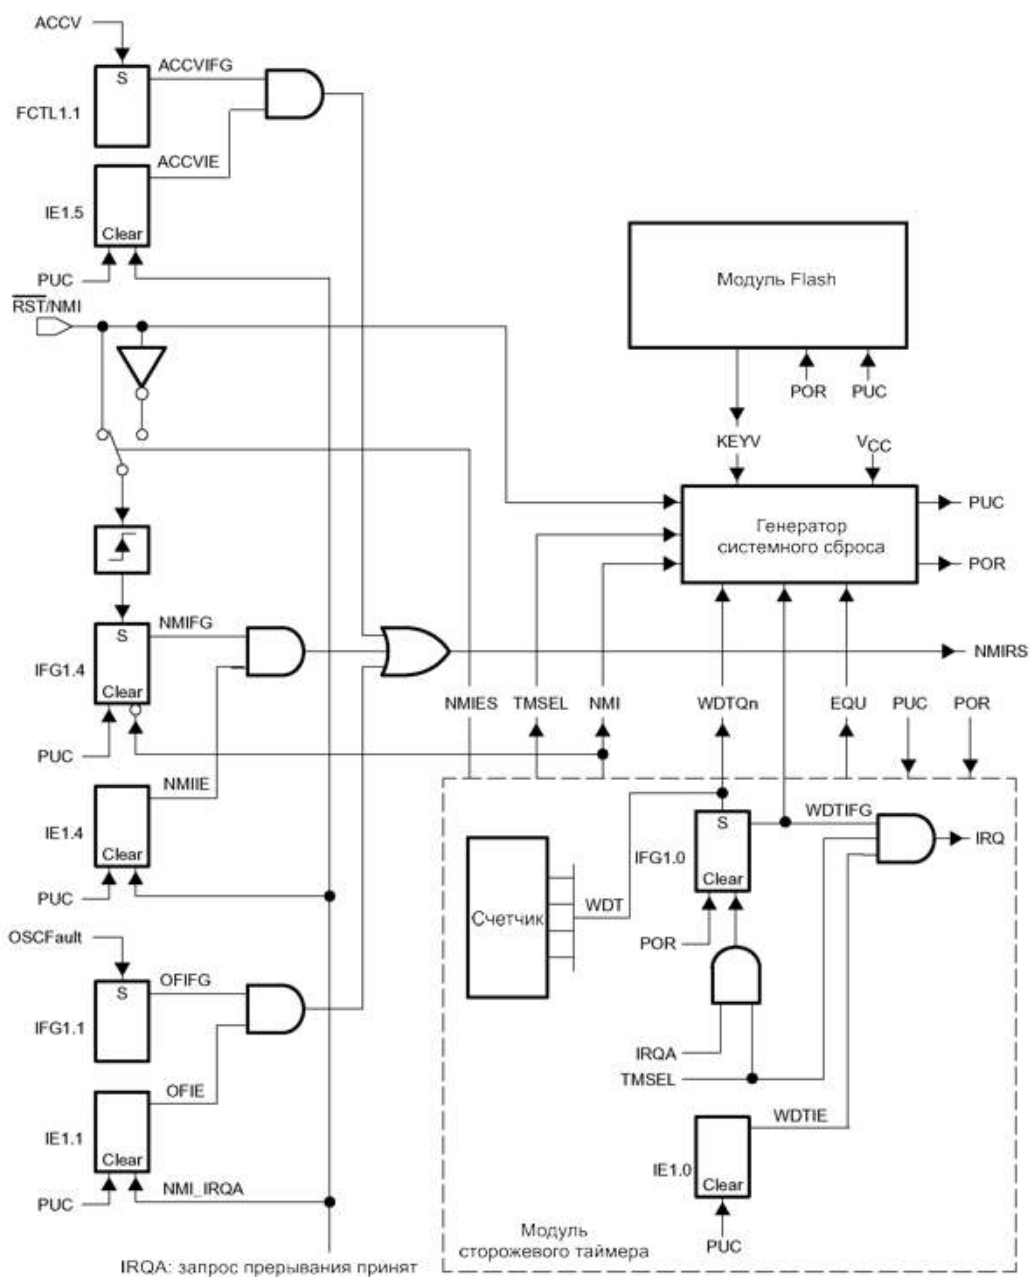 ACCV
S
ACCVIFG
FCTL1.1
ACCVIE
IE1.5
Clear
PUC
RST/NMI
Модуль Flash
POR
PUC
KEYV
VCC
Генератор
системного сброса
PUC
POR
S
NMIFG
IFG1.4
Clear
PUC
NMIRS
NMIES
TMSEL
NMI
WDTQn
EQU
PUC
POR
NMIIE
IE1.4
Clear
PUC
S
WDTIFG
IRQ
IFG1.0
Clear
Счетчик
WDT
POR
OSCFault
S
OFIFG
IFG1.1
IRQA
TMSEL
OFIE
IE1.1
Clear
PUC
NMI_IRQA
WDTIE
IE1.0
Clear
PUC
Модуль
сторожевого таймера
IRQA: запрос прерывания принят